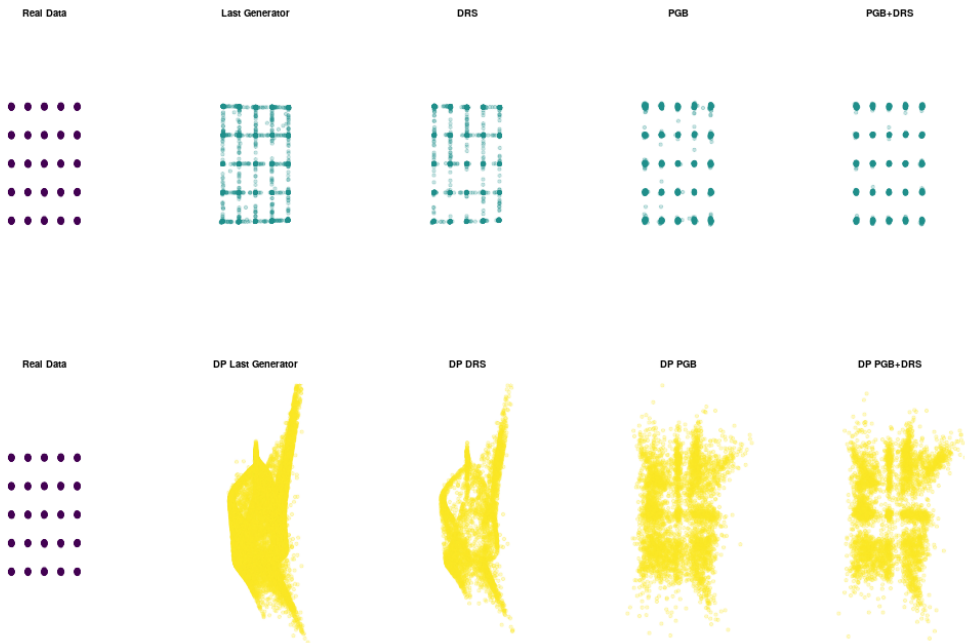 Real Data
Last Generator
DRS
PGB
PGB+DRS
Real Data
DP Last Generator
DP DRS
DP PGB
DP PGB+DRS